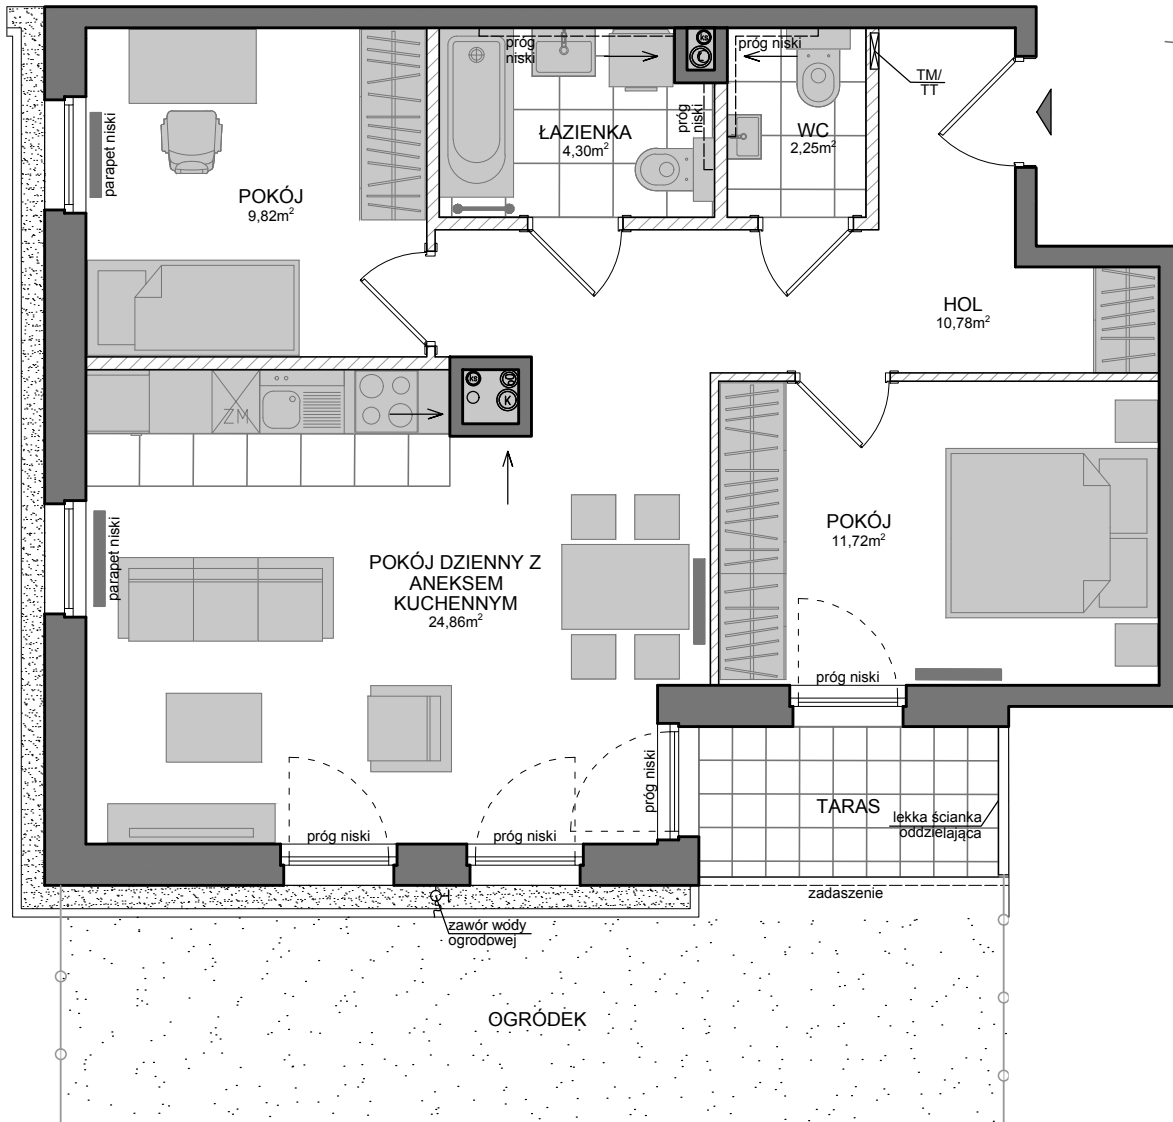 próg
niski
próg niski
TM/
TT
ŁAZIENKA
4,30m²
próg
niski
WC
2,25m²
parapet niski
POKÓJ
9,82m²
HOL
10,78m²
ks
K
ZM
parapet niski
POKÓJ DZIENNY Z
ANEKSEM
KUCHENNYM
24,86m²
POKÓJ
11,72m²
próg niski
próg niski
próg niski
próg niski
TARAS
lekka ścianka
oddzielająca
zadaszenie
zawór wody
ogrodowej
OGRÓDEK